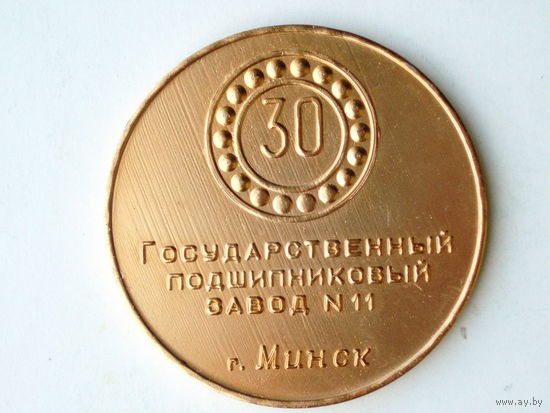 30
Государственный
подшипниковый
завод N 11
г. Минск
www.ay.by